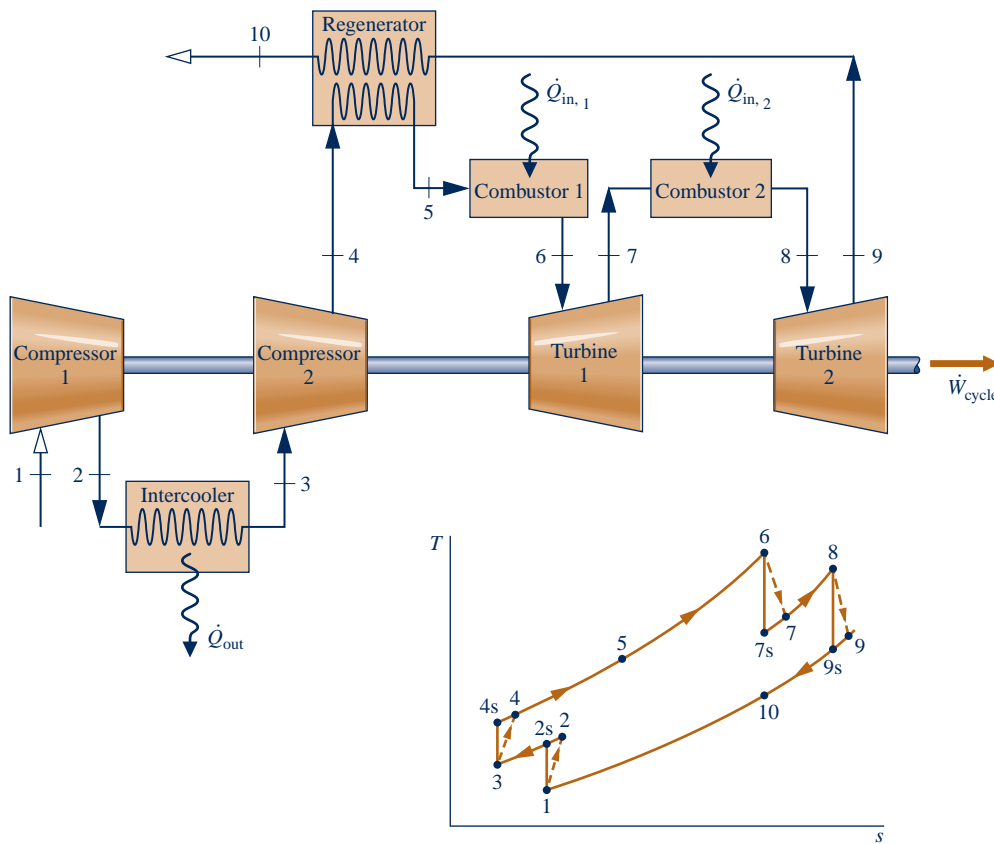 Regenerator
10
Q̇in, 1
Q̇in, 2
Combustor 1
Combustor 2
5
4
6
7
8
9
Compressor
1
Compressor
2
Turbine
1
Turbine
2
Ẇcycle
1
2
3
Intercooler
Q̇out
T
6
8
5
7
7s
9
9s
4s
4
10
2s
2
3
1
s